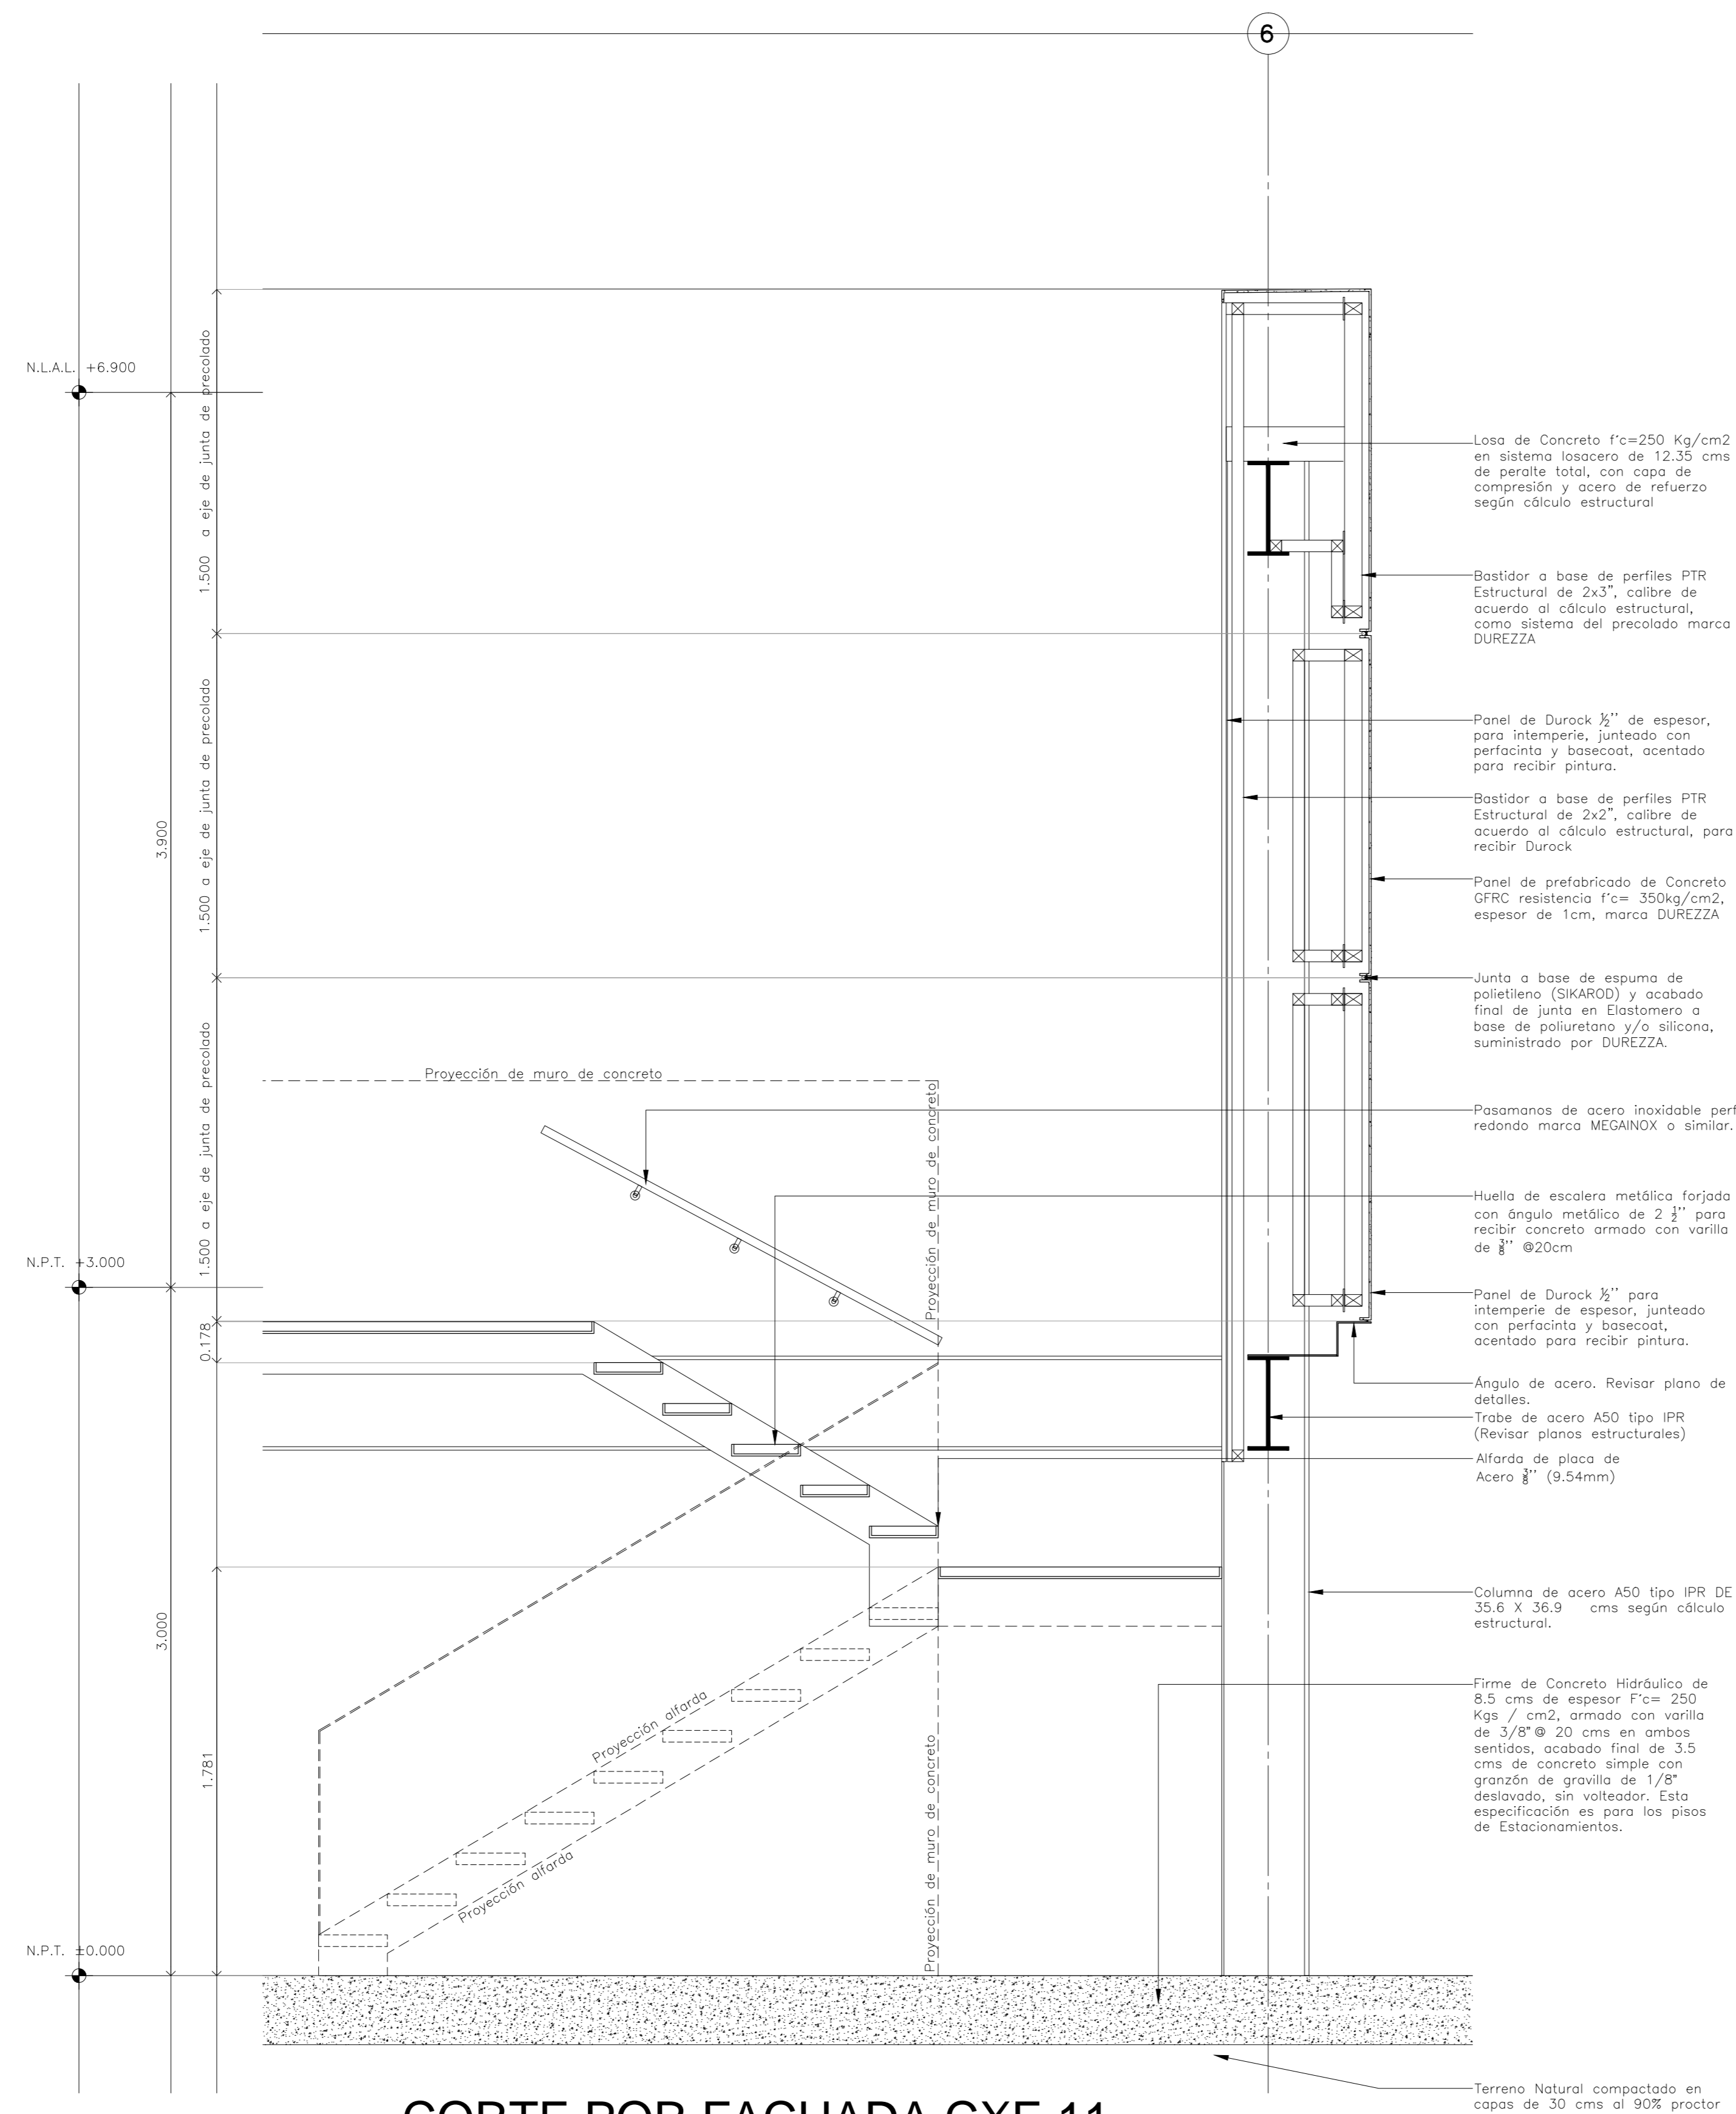 6
N.L.A.L. +6.900
1.500 a eje de junta de precolado
1.500 a eje de junta de precolado
3.900
1.500 a eje de junta de precolado
N.P.T. +3.000
0.178
3.000
1.781
N.P.T. ±0.000
Proyección de muro de concreto
Proyección de muro de concreto
Proyección alfarda
Proyección alfarda
Proyección de muro de concreto
Losa de Concreto f'c=250 Kg/cm2
en sistema losacero de 12.35 cms
de peralte total, con capa de
compresión y acero de refuerzo
según cálculo estructural
Bastidor a base de perfiles PTR
Estructural de 2x3", calibre de
acuerdo al cálculo estructural,
como sistema del precolado marca
DUREZZA
Panel de Durock ½'' de espesor,
para intemperie, junteado con
perfacinta y basecoat, acentado
para recibir pintura.
Bastidor a base de perfiles PTR
Estructural de 2x2", calibre de
acuerdo al cálculo estructural, para
recibir Durock
Panel de prefabricado de Concreto
GFRC resistencia f'c= 350kg/cm2,
espesor de 1cm, marca DUREZZA
Junta a base de espuma de
polietileno (SIKAROD) y acabado
final de junta en Elastomero a
base de poliuretano y/o silicona,
suministrado por DUREZZA.
Pasamanos de acero inoxidable perf
redondo marca MEGAINOX o similar.
Huella de escalera metálica forjada
con ángulo metálico de 2 ½'' para
recibir concreto armado con varilla
de ⅜'' @20cm
Panel de Durock ½'' para
intemperie de espesor, junteado
con perfacinta y basecoat,
acentado para recibir pintura.
Ángulo de acero. Revisar plano de
detalles.
Trabe de acero A50 tipo IPR
(Revisar planos estructurales)
Alfarda de placa de
Acero ⅜'' (9.54mm)
Columna de acero A50 tipo IPR DE
35.6 X 36.9 cms según cálculo
estructural.
Firme de Concreto Hidráulico de
8.5 cms de espesor F'c= 250
Kgs / cm2, armado con varilla
de 3/8"@ 20 cms en ambos
sentidos, acabado final de 3.5
cms de concreto simple con
granzón de gravilla de 1/8"
deslavado, sin volteador. Esta
especificación es para los pisos
de Estacionamientos.
Terreno Natural compactado en
capas de 30 cms al 90% proctor
CORTE POR FACHADA CXF-11